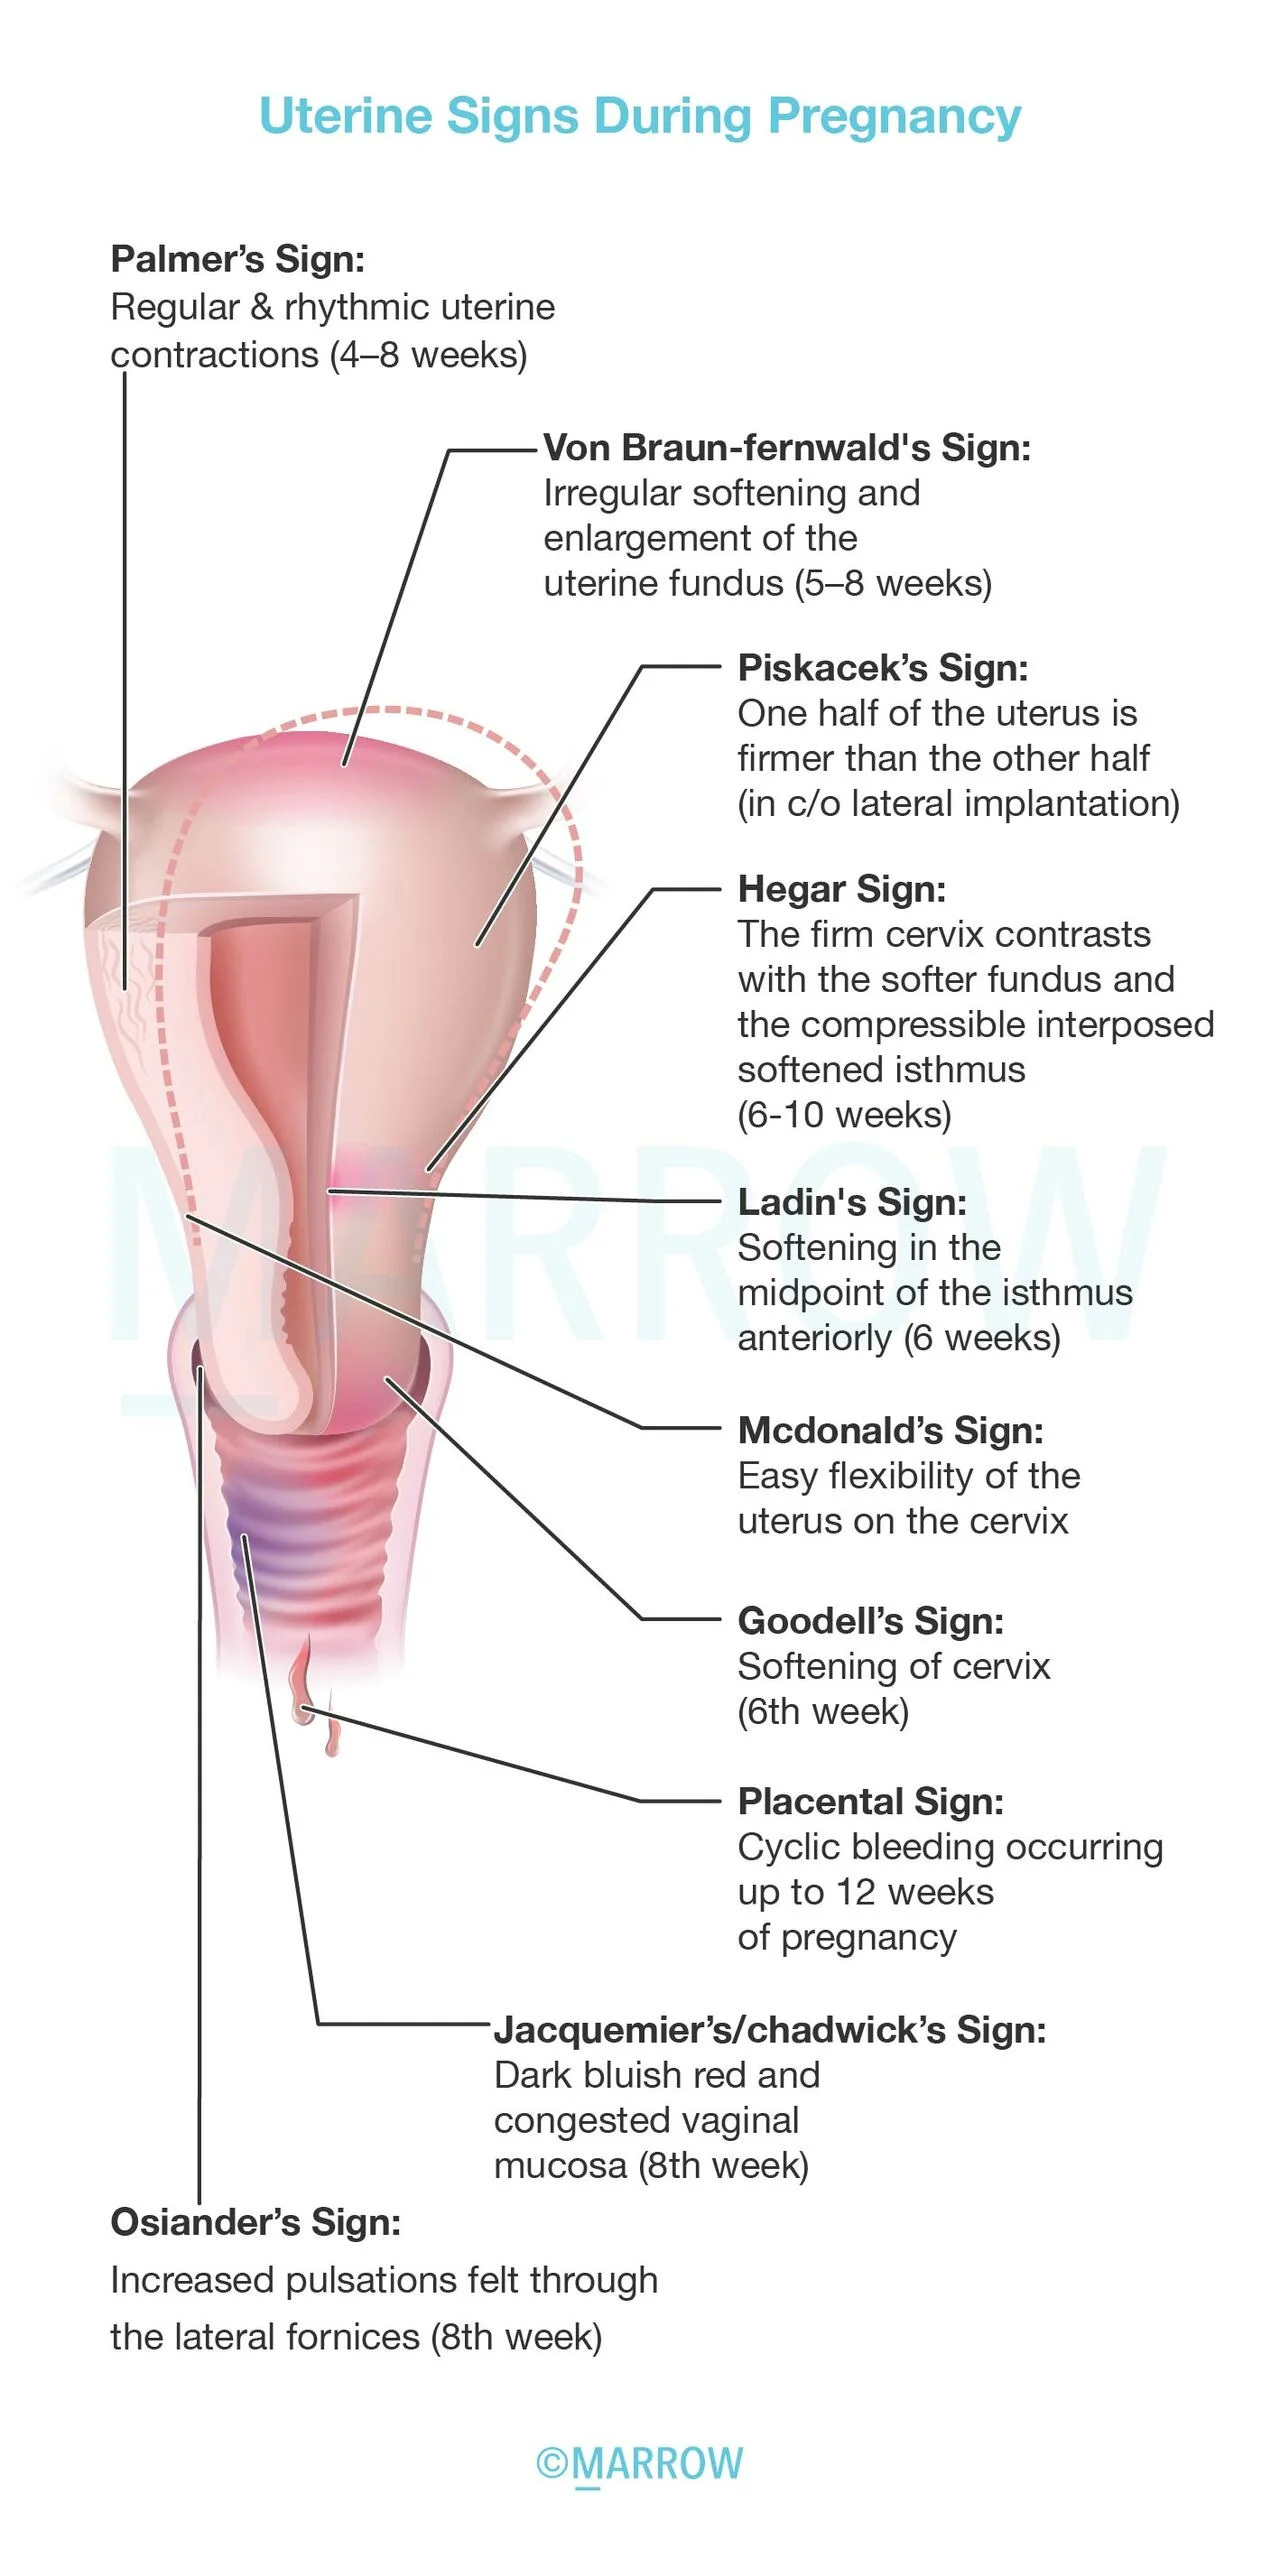 Uterine Signs During Pregnancy
Palmer’s Sign:
Regular & rhythmic uterine
contractions (4–8 weeks)
Von Braun-fernwald's Sign:
Irregular softening and
enlargement of the
uterine fundus (5–8 weeks)
Piskacek’s Sign:
One half of the uterus is
firmer than the other half
(in c/o lateral implantation)
Hegar Sign:
The firm cervix contrasts
with the softer fundus and
the compressible interposed
softened isthmus
(6-10 weeks)
MARROW
Ladin's Sign:
Softening in the
midpoint of the isthmus
anteriorly (6 weeks)
Mcdonald’s Sign:
Easy flexibility of the
uterus on the cervix
Goodell’s Sign:
Softening of cervix
(6th week)
Placental Sign:
Cyclic bleeding occurring
up to 12 weeks
of pregnancy
Jacquemier’s/chadwick’s Sign:
Dark bluish red and
congested vaginal
mucosa (8th week)
Osiander’s Sign:
Increased pulsations felt through
the lateral fornices (8th week)
©MARROW